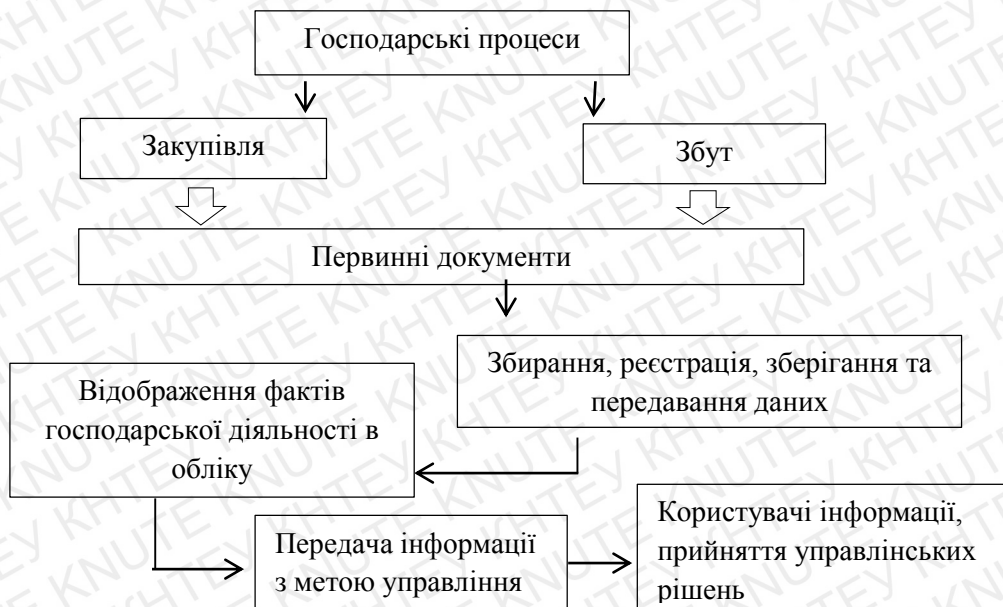 Господарські процеси
Закупівля
Збут
Первинні документи
Збирання, реєстрація, зберігання та
передавання даних
Відображення фактів
господарської діяльності в
обліку
Передача інформації
з метою управління
Користувачі інформації,
прийняття управлінських
рішень